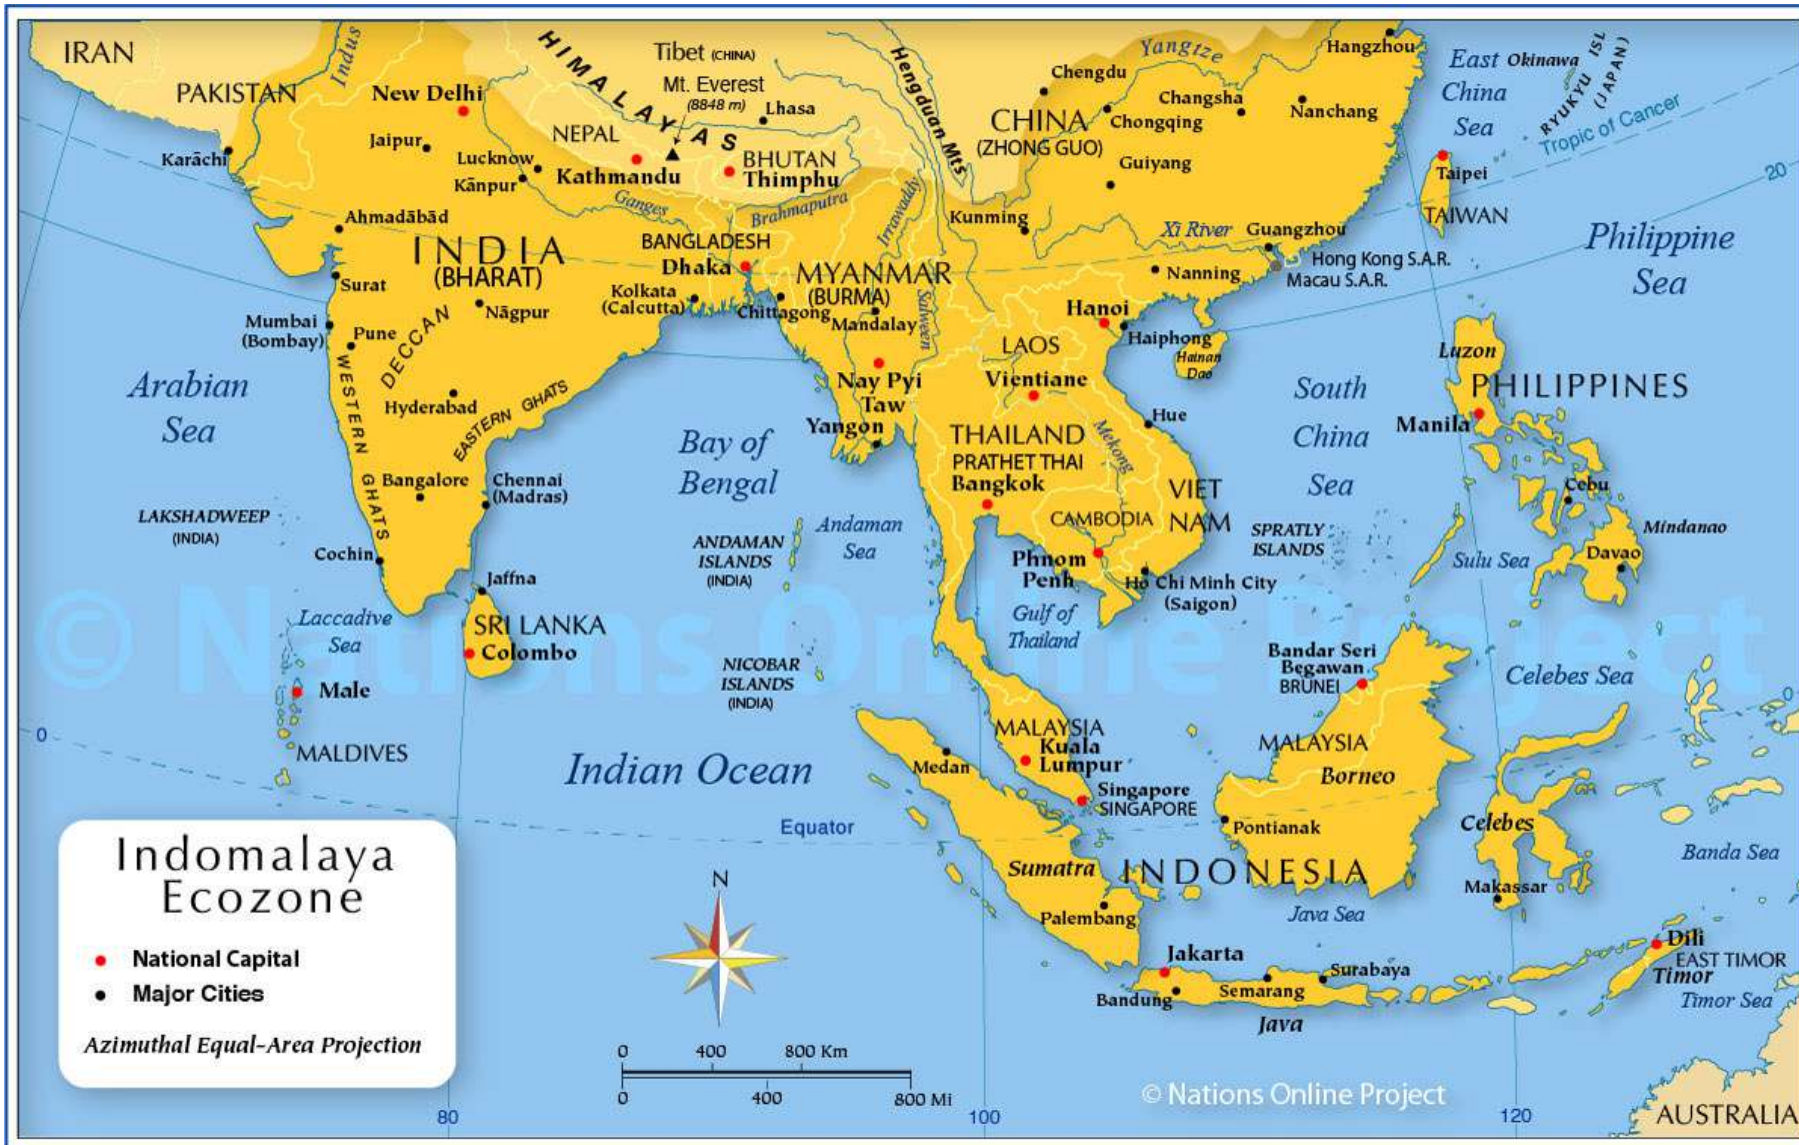 IRAN
PAKISTAN
Indus
HIMALAYAS
Tibet (CHINA)
Mt. Everest
(8848 m)
Lhasa
Hengduan Mts
Yangtze
Hangzhou
East
China
Sea
Okinawa
RYUKYU ISL
(JAPAN)
Tropic of Cancer
20
Chengdu
Changsha
Nanchang
Chongqing
CHINA
(ZHONG GUO)
Guiyang
New Delhi
Jaipur
Lucknow
Kānpur
NEPAL
Kathmandu
BHUTAN
Thimphu
Karāchi
Ganges
Brahmaputra
Irrawaddy
Kunming
Xi River
Guangzhou
Taipei
TAIWAN
Philippine
Sea
Ahmadābād
INDIA
(BHARAT)
BANGLADESH
Dhaka
MYANMAR
(BURMA)
Hong Kong S.A.R.
Macau S.A.R.
Nanning
Surat
Nāgpur
Kolkata
(Calcutta)
Chittagong
Mandalay
Salween
Hanoi
Haiphong
Hainan
Dao
Mumbai
(Bombay)
Pune
DECCAN
LAOS
Vientiane
Luzon
PHILIPPINES
Manila
Arabian
Sea
WESTERN GHATS
Hyderabad
EASTERN GHATS
Nay Pyi
Taw
Yangon
Hue
South
China
Sea
Bay of
Bengal
THAILAND
PRATHET THAI
Bangkok
Mekong
Bangalore
Chennai
(Madras)
VIET
NAM
CAMBODIA
Cebu
LAKSHADWEEP
(INDIA)
Andaman
Sea
ANDAMAN
ISLANDS
(INDIA)
SPRATLY
ISLANDS
Mindanao
Sulu Sea
Davao
Cochin
Phnom
Penh
Ho Chi Minh City
(Saigon)
Jaffna
Gulf of
Thailand
Laccadive
Sea
SRI LANKA
Colombo
© Nations Online Project
NICOBAR
ISLANDS
(INDIA)
Bandar Seri
Begawan
BRUNEI
Celebes Sea
Male
MALDIVES
0
0
MALAYSIA
Kuala
Lumpur
MALAYSIA
Borneo
Indian Ocean
Medan
Singapore
SINGAPORE
Equator
Pontianak
Celebes
Sumatra
INDONESIA
Banda Sea
Makassar
Palembang
Java Sea
Jakarta
Dili
EAST TIMOR
Timor
Timor Sea
Bandung
Semarang
Surabaya
Java
Indomalaya
Ecozone
National Capital
Major Cities
Azimuthal Equal-Area Projection
N
0 400 800 Km
0 400 800 Mi
© Nations Online Project
AUSTRALIA
80 100 120